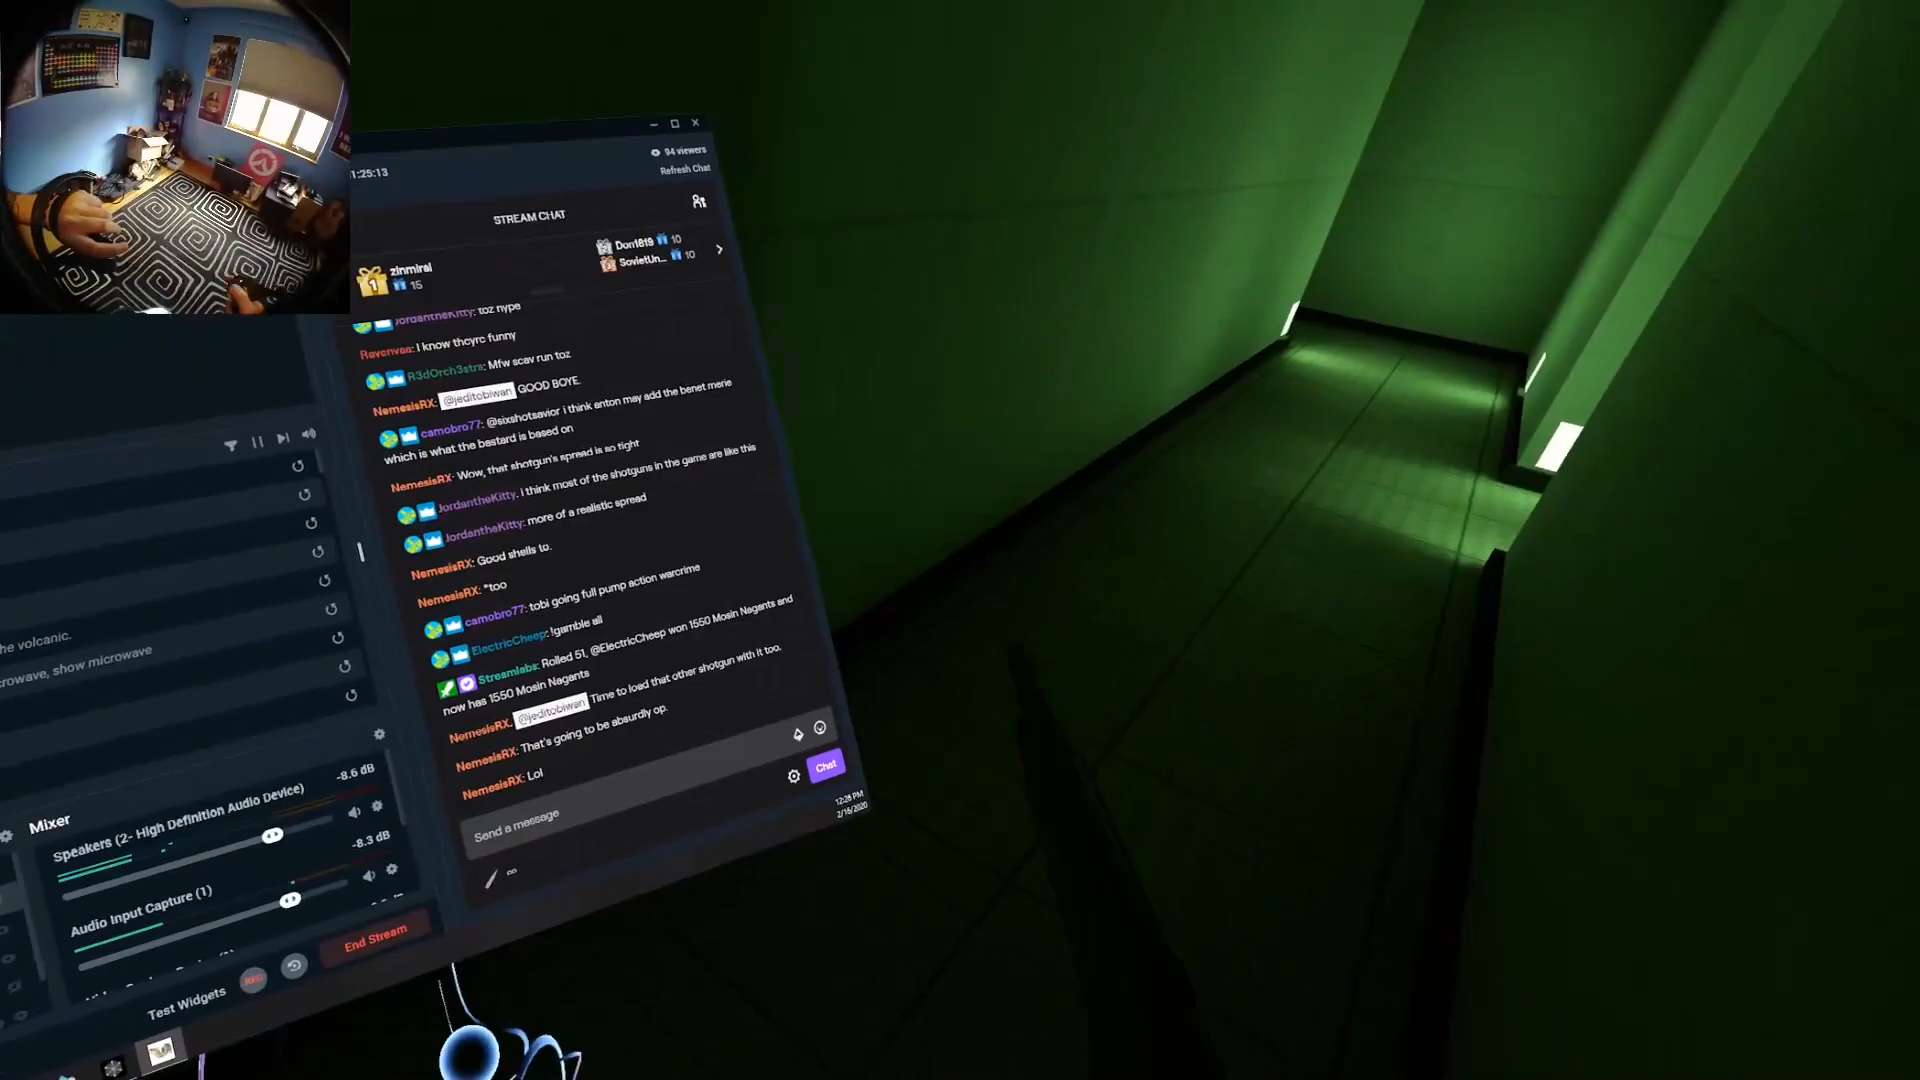 94 viewers
1:25:13
Refresh Chat
STREAM CHAT
zinmiral
15
Don1819 10
SovietUn... 10
JordantheKitty: toz hype
I know theyre funny
R3dOrch3stra: Mfw scav run toz
NemesisRX: @jeditobiwan GOOD BOYE.
camobro77: @sixshotsavior i think anton may add the benet merie
which is what the bastard is based on
NemesisRX: Wow, that shotgun's spread is so tight
JordantheKitty: I think most of the shotguns in the game are like this
JordantheKitty: more of a realistic spread
NemesisRX: Good shells to.
NemesisRX: *too
camobro77: tobi going full pump action warcrime
ElectricCheep: !gamble all
Streamlabs: Rolled 51, @ElectricCheep won 1550 Mosin Nagants and
now has 1550 Mosin Nagants
NemesisRX: @jeditobiwan Time to load that other shotgun with it too.
NemesisRX: That's going to be absurdly op.
NemesisRX: Lol
Send a message
Chat
12:26 PM
2/16/2020
he volcanic.
crowave, show microwave
Mixer
Speakers (2- High Definition Audio Device)
-8.6 dB
Audio Input Capture (1)
-8.3 dB
End Stream
Test Widgets
REC